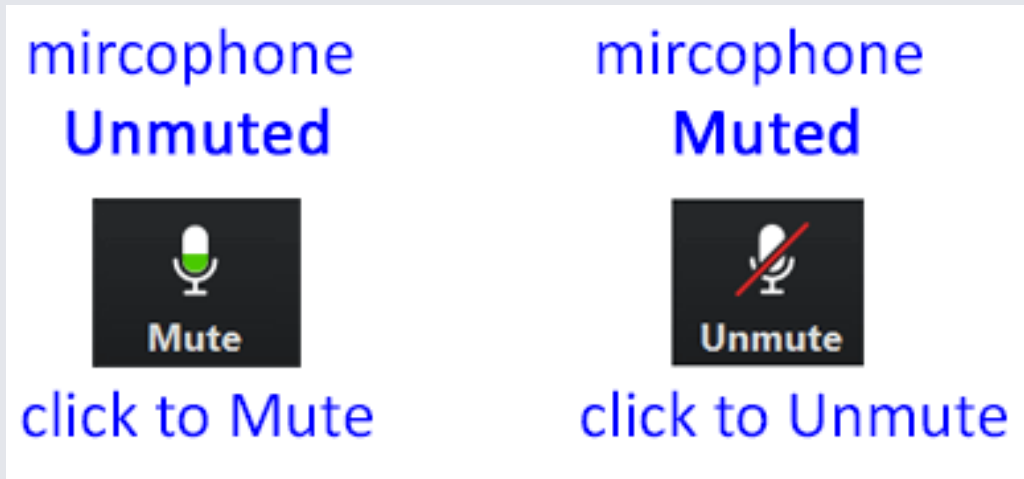 mircophone
Unmuted
Mute
click to Mute
mircophone
Muted
Unmute
click to Unmute